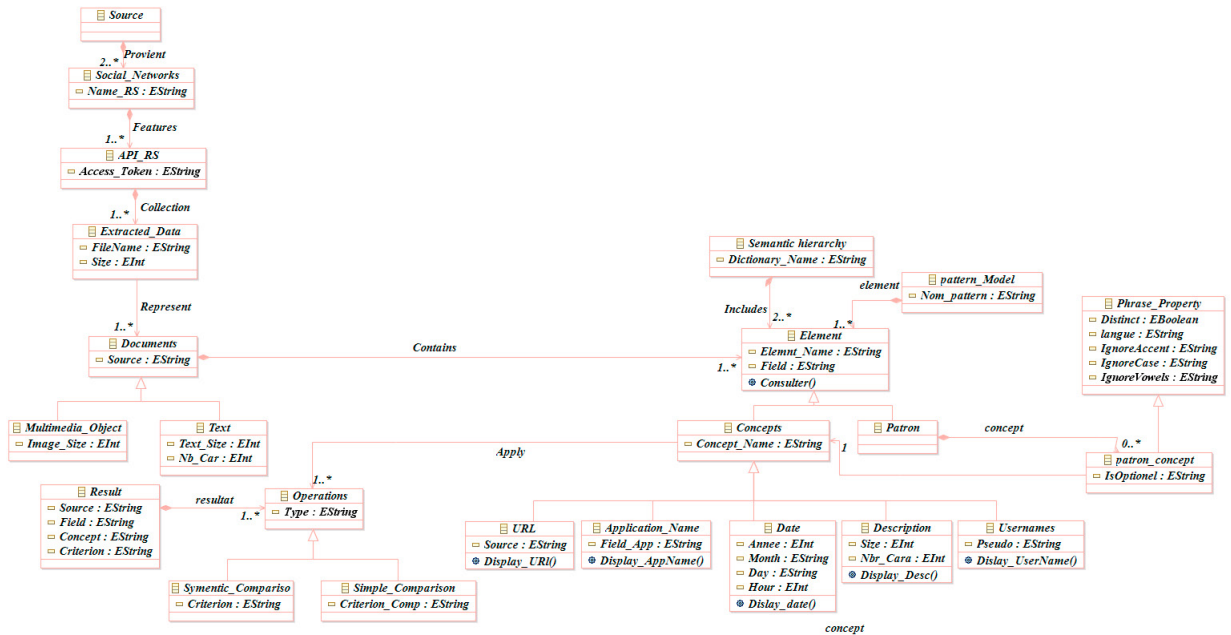 Source
Provient
2..*
Social_Networks
Name_RS : EString
Features
1..*
API_RS
Access_Token : EString
Collection
1..*
Extracted_Data
FileName : EString
Size : EInt
Represent
1..*
Documents
Source : EString
Contains
1..*
Multimedia_Object
Image_Size : EInt
Text
Text_Size : EInt
Nb_Car : EInt
Semantic hierarchy
Dictionary_Name : EString
Includes
2..*
pattern_Model
Nom_pattern : EString
element
1..*
Element
Elemnt_Name : EString
Field : EString
Consulter()
Phrase_Property
Distinct : EBoolean
langue : EString
IgnoreAccent : EString
IgnoreCase : EString
IgnoreVowels : EString
Concepts
Concept_Name : EString
Patron
concept
0..*
patron_concept
IsOptionel : EString
1
Apply
1..*
Result
Source : EString
Field : EString
Concept : EString
Criterion : EString
resultat
1..*
Operations
Type : EString
Symentic_Compariso
Criterion : EString
Simple_Comparison
Criterion_Comp : EString
URL
Source : EString
Display_URl()
Application_Name
Field_App : EString
Display_AppName()
Date
Annee : EInt
Month : EString
Day : EString
Hour : EInt
Dislay_date()
Description
Size : EInt
Nbr_Cara : EInt
Display_Desc()
Usernames
Pseudo : EString
Dislay_UserName()
concept